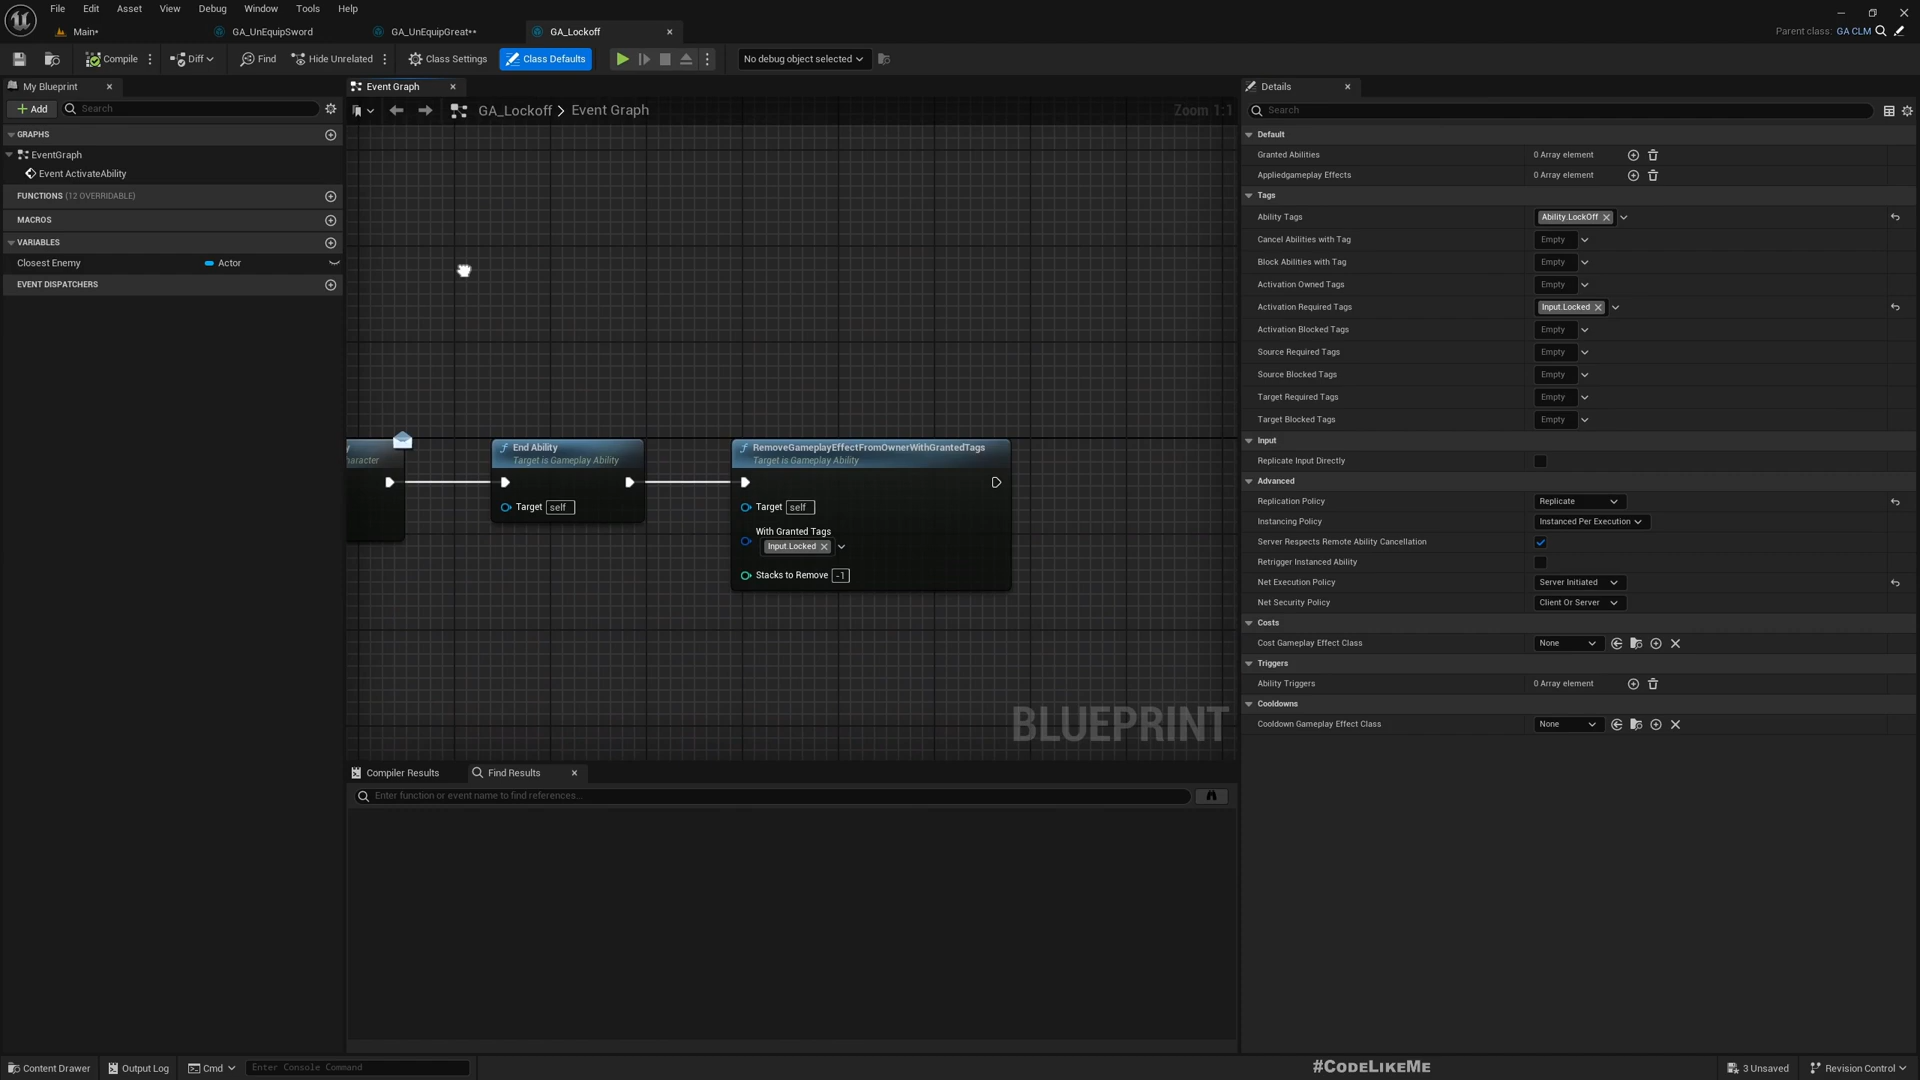 File Edit Asset View Debug Window Tools Help
Main• GA_UnEquipSword GA_UnEquipGreat•• GA_Lockoff
Parent class: GA CLM
Compile Diff Find Hide Unrelated Class Settings Class Defaults No debug object selected
My Blueprint Event Graph Details
Add Search GA_Lockoff > Event Graph Zoom 1:1 Search
GRAPHS
EventGraph
Event ActivateAbility
FUNCTIONS (12 OVERRIDABLE)
MACROS
VARIABLES
Closest Enemy Actor
EVENT DISPATCHERS
y
haracter
End Ability
Target is Gameplay Ability
Target self
RemoveGameplayEffectFromOwnerWithGrantedTags
Target is Gameplay Ability
Target self
With Granted Tags
Input.Locked
Stacks to Remove -1
BLUEPRINT
Compiler Results Find Results
Enter function or event name to find references...
Default
Granted Abilities 0 Array element
Appliedgameplay Effects 0 Array element
Tags
Ability Tags Ability.LockOff
Cancel Abilities with Tag Empty
Block Abilities with Tag Empty
Activation Owned Tags Empty
Activation Required Tags Input.Locked
Activation Blocked Tags Empty
Source Required Tags Empty
Source Blocked Tags Empty
Target Required Tags Empty
Target Blocked Tags Empty
Input
Replicate Input Directly
Advanced
Replication Policy Replicate
Instancing Policy Instanced Per Execution
Server Respects Remote Ability Cancellation
Retrigger Instanced Ability
Net Execution Policy Server Initiated
Net Security Policy Client Or Server
Costs
Cost Gameplay Effect Class None
Triggers
Ability Triggers 0 Array element
Cooldowns
Cooldown Gameplay Effect Class None
Content Drawer Output Log Cmd Enter Console Command #CodeLikeMe 3 Unsaved Revision Control